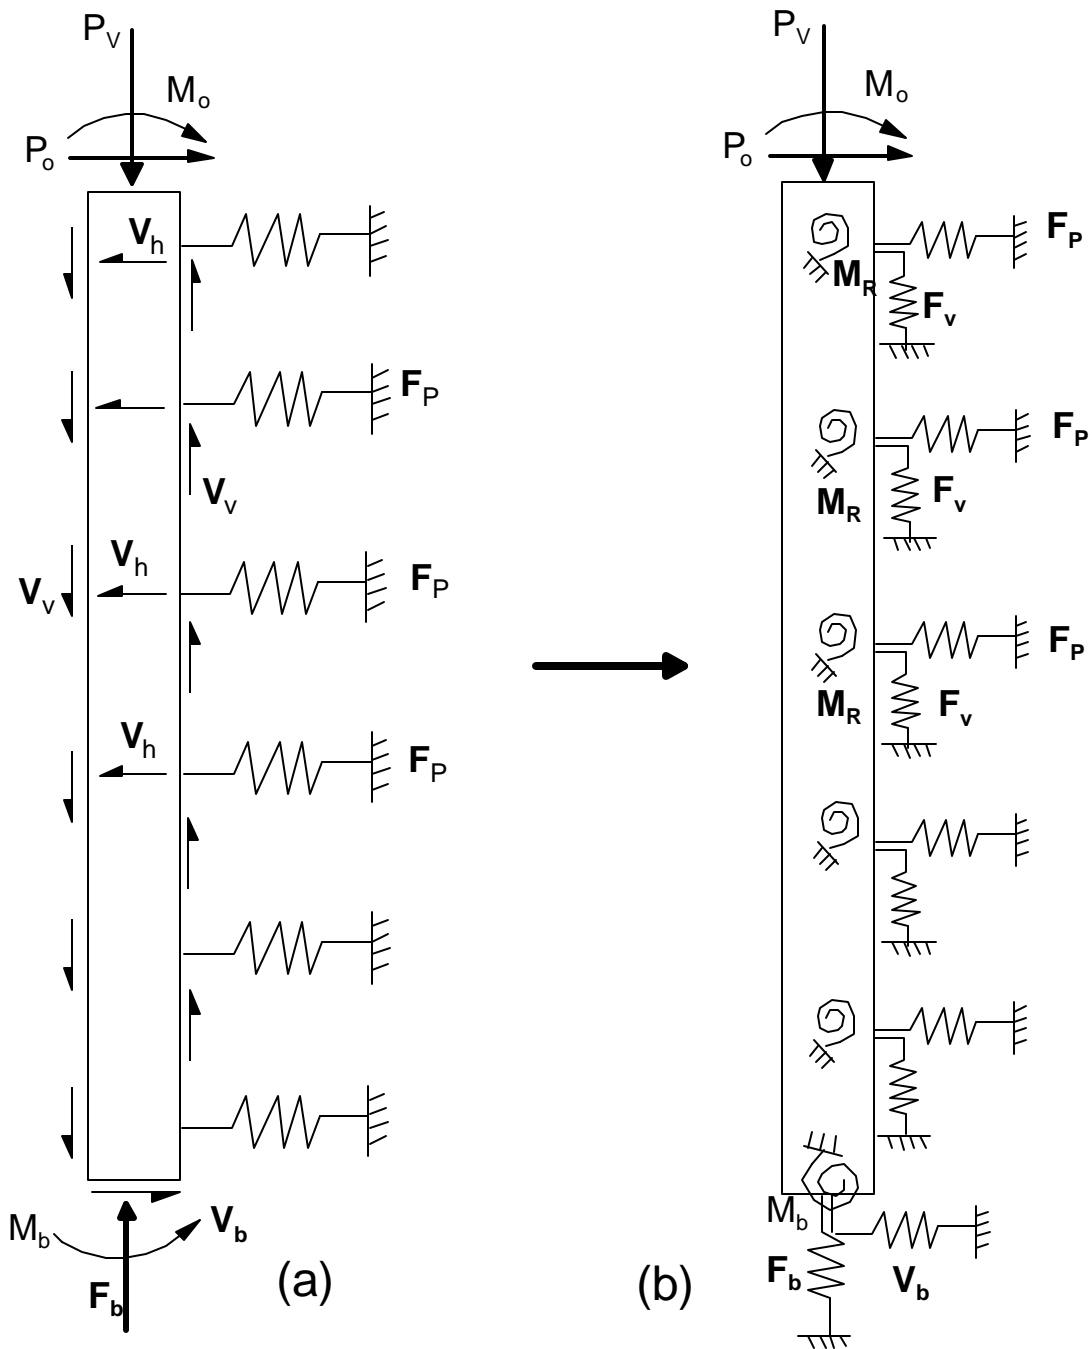 P_V
M_o
P_o
V_h
F_P
V_v
V_h
V_v
F_P
V_h
F_P
M_b
V_b
F_b
(a)
P_V
M_o
P_o
F_P
M_R
F_v
F_P
F_v
M_R
F_P
M_R
F_v
M_b
F_b
V_b
(b)